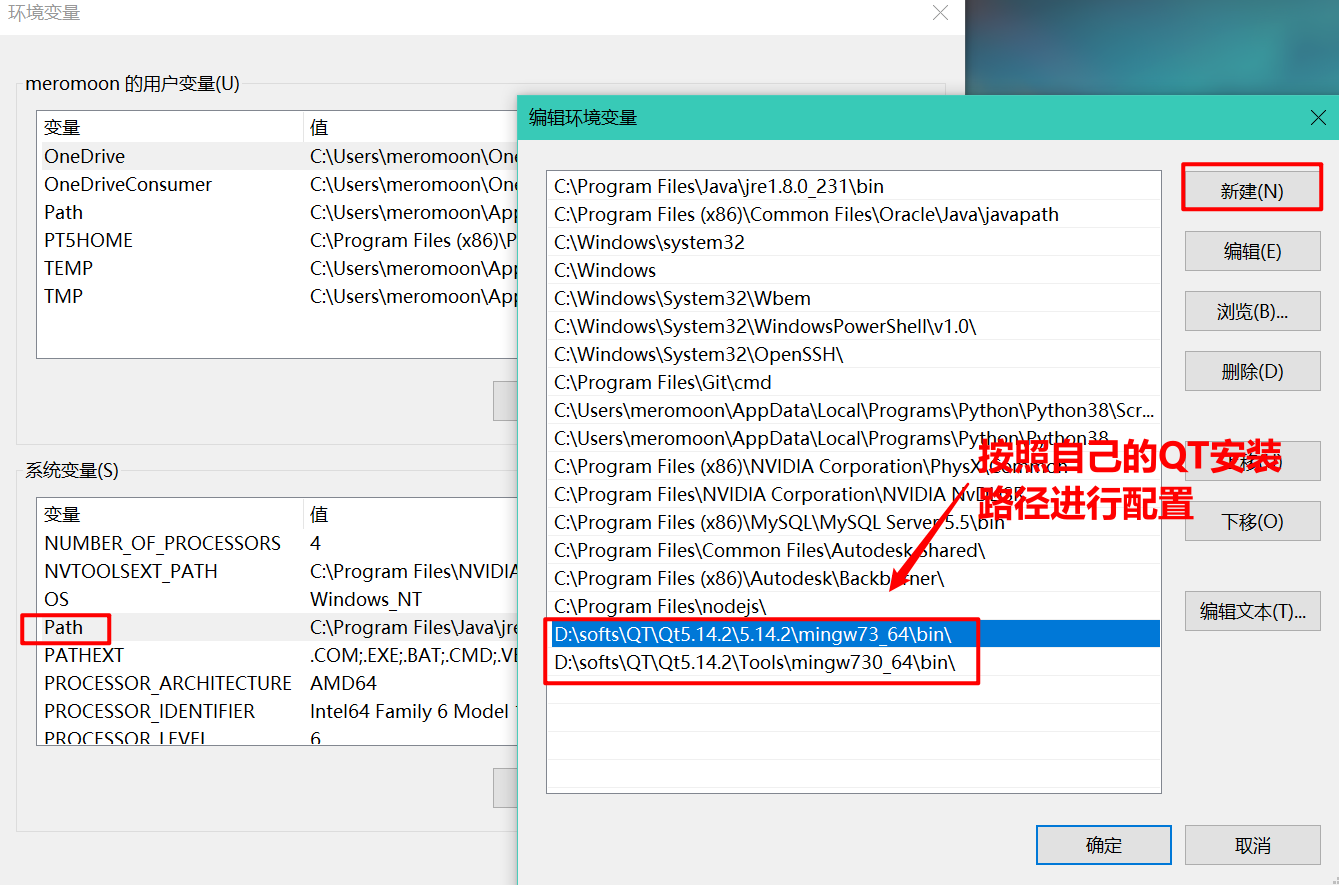 环境变量
meromoon 的用户变量(U)
变量 值
OneDrive C:\Users\meromoon\One
OneDriveConsumer C:\Users\meromoon\One
Path C:\Users\meromoon\App
PT5HOME C:\Program Files (x86)\P
TEMP C:\Users\meromoon\App
TMP C:\Users\meromoon\App
系统变量(S)
变量 值
NUMBER_OF_PROCESSORS 4
NVTOOLSEXT_PATH C:\Program Files\NVIDIA
OS Windows_NT
Path C:\Program Files\Java\jre
PATHEXT .COM;.EXE;.BAT;.CMD;.VB
PROCESSOR_ARCHITECTURE AMD64
PROCESSOR_IDENTIFIER Intel64 Family 6 Model
PROCESSOR_LEVEL 6
编辑环境变量
C:\Program Files\Java\jre1.8.0_231\bin
C:\Program Files (x86)\Common Files\Oracle\Java\javapath
C:\Windows\system32
C:\Windows
C:\Windows\System32\Wbem
C:\Windows\System32\WindowsPowerShell\v1.0\
C:\Windows\System32\OpenSSH\
C:\Program Files\Git\cmd
C:\Users\meromoon\AppData\Local\Programs\Python\Python38\Scr...
C:\Users\meromoon\AppData\Local\Programs\Python\Python38
C:\Program Files (x86)\NVIDIA Corporation\PhysX\Common
C:\Program Files\NVIDIA Corporation\NVIDIA
C:\Program Files (x86)\MySQL\MySQL Server 5.5\bin
C:\Program Files\Common Files\Autodesk Shared\
C:\Program Files (x86)\Autodesk\Backburner\
C:\Program Files\nodejs\
D:\softs\QT\Qt5.14.2\5.14.2\mingw73_64\bin\
D:\softs\QT\Qt5.14.2\Tools\mingw730_64\bin\
按照自己的QT安装
路径进行配置
新建(N)
编辑(E)
浏览(B)...
删除(D)
下移(O)
编辑文本(T)...
确定
取消